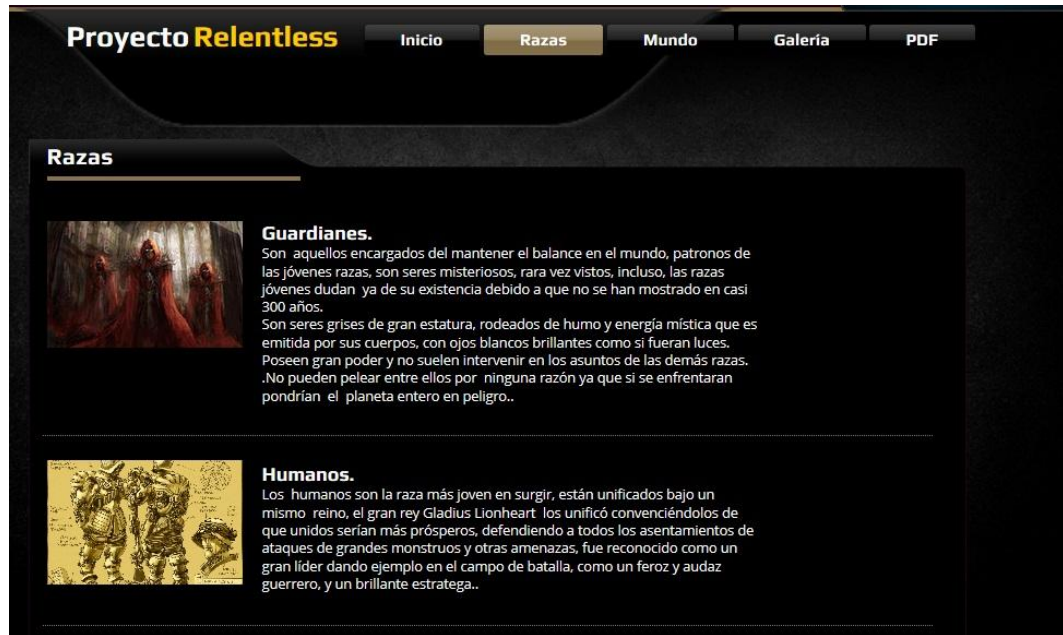 Proyecto Relentless
Inicio
Razas
Mundo
Galería
PDF
Razas
Guardianes.
Son aquellos encargados del mantener el balance en el mundo, patronos de
las jóvenes razas, son seres misteriosos, rara vez vistos, incluso, las razas
jóvenes dudan ya de su existencia debido a que no se han mostrado en casi
300 años.
Son seres grises de gran estatura, rodeados de humo y energía mística que es
emitida por sus cuerpos, con ojos blancos brillantes como si fueran luces.
Poseen gran poder y no suelen intervenir en los asuntos de las demás razas.
.No pueden pelear entre ellos por ninguna razón ya que si se enfrentaran
pondrían el planeta entero en peligro..
Humanos.
Los humanos son la raza más joven en surgir, están unificados bajo un
mismo reino, el gran rey Gladius Lionheart los unificó convenciéndolos de
que unidos serían más prósperos, defendiendo a todos los asentamientos de
ataques de grandes monstruos y otras amenazas, fue reconocido como un
gran líder dando ejemplo en el campo de batalla, como un feroz y audaz
guerrero, y un brillante estratega..